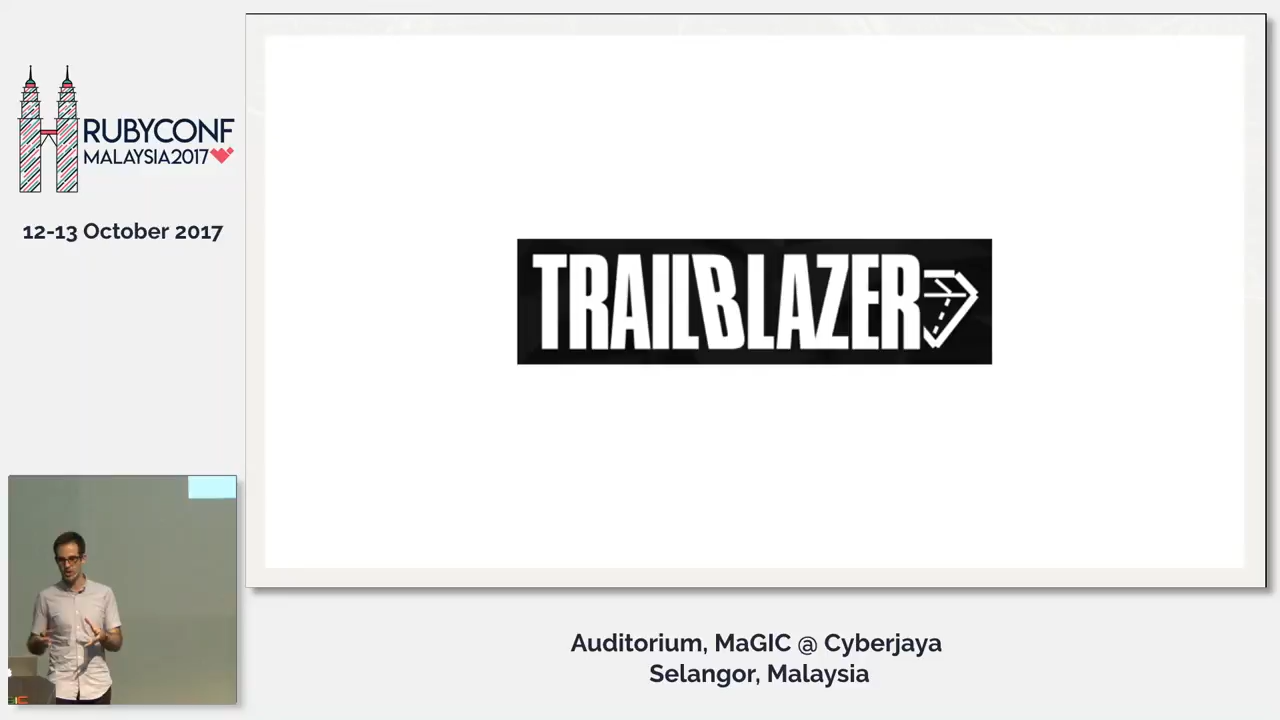 RUBYCONF
MALAYSIA2017
12-13 October 2017
TRAILBLAZER
Auditorium, MaGIC @ Cyberjaya
Selangor, Malaysia